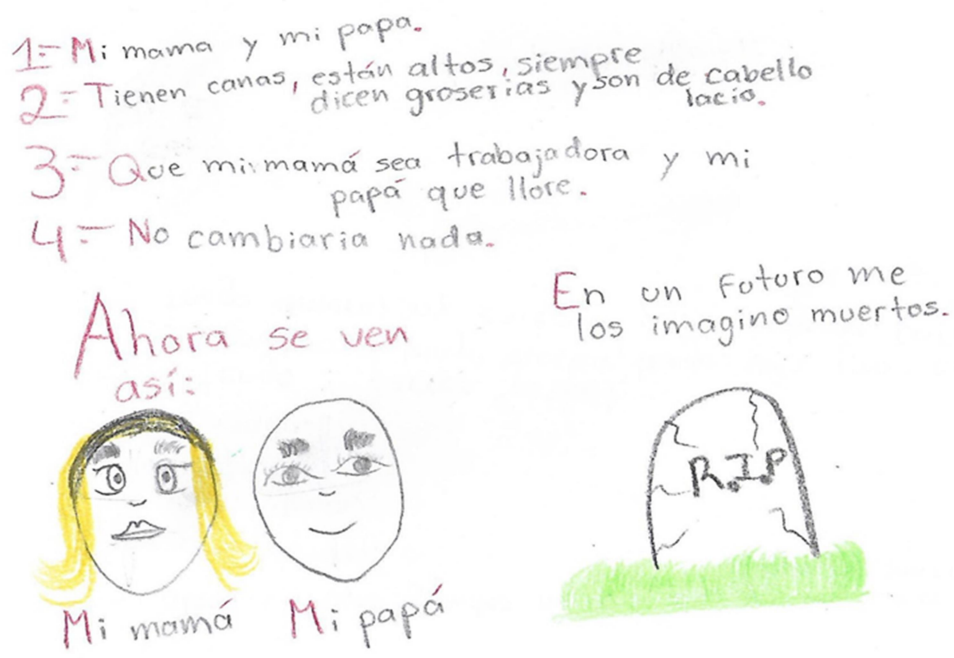 1=Mi mama y mi papa.
2=Tienen canas, están altos, siempre
dicen groserias y son de cabello
lacio.
3=Que mi mamá sea trabajadora y mi
papá que llore.
4=No cambiaria nada.
Ahora se ven
así:
Mi mamá Mi papá
En un futuro me
los imagino muertos.
R.I.P